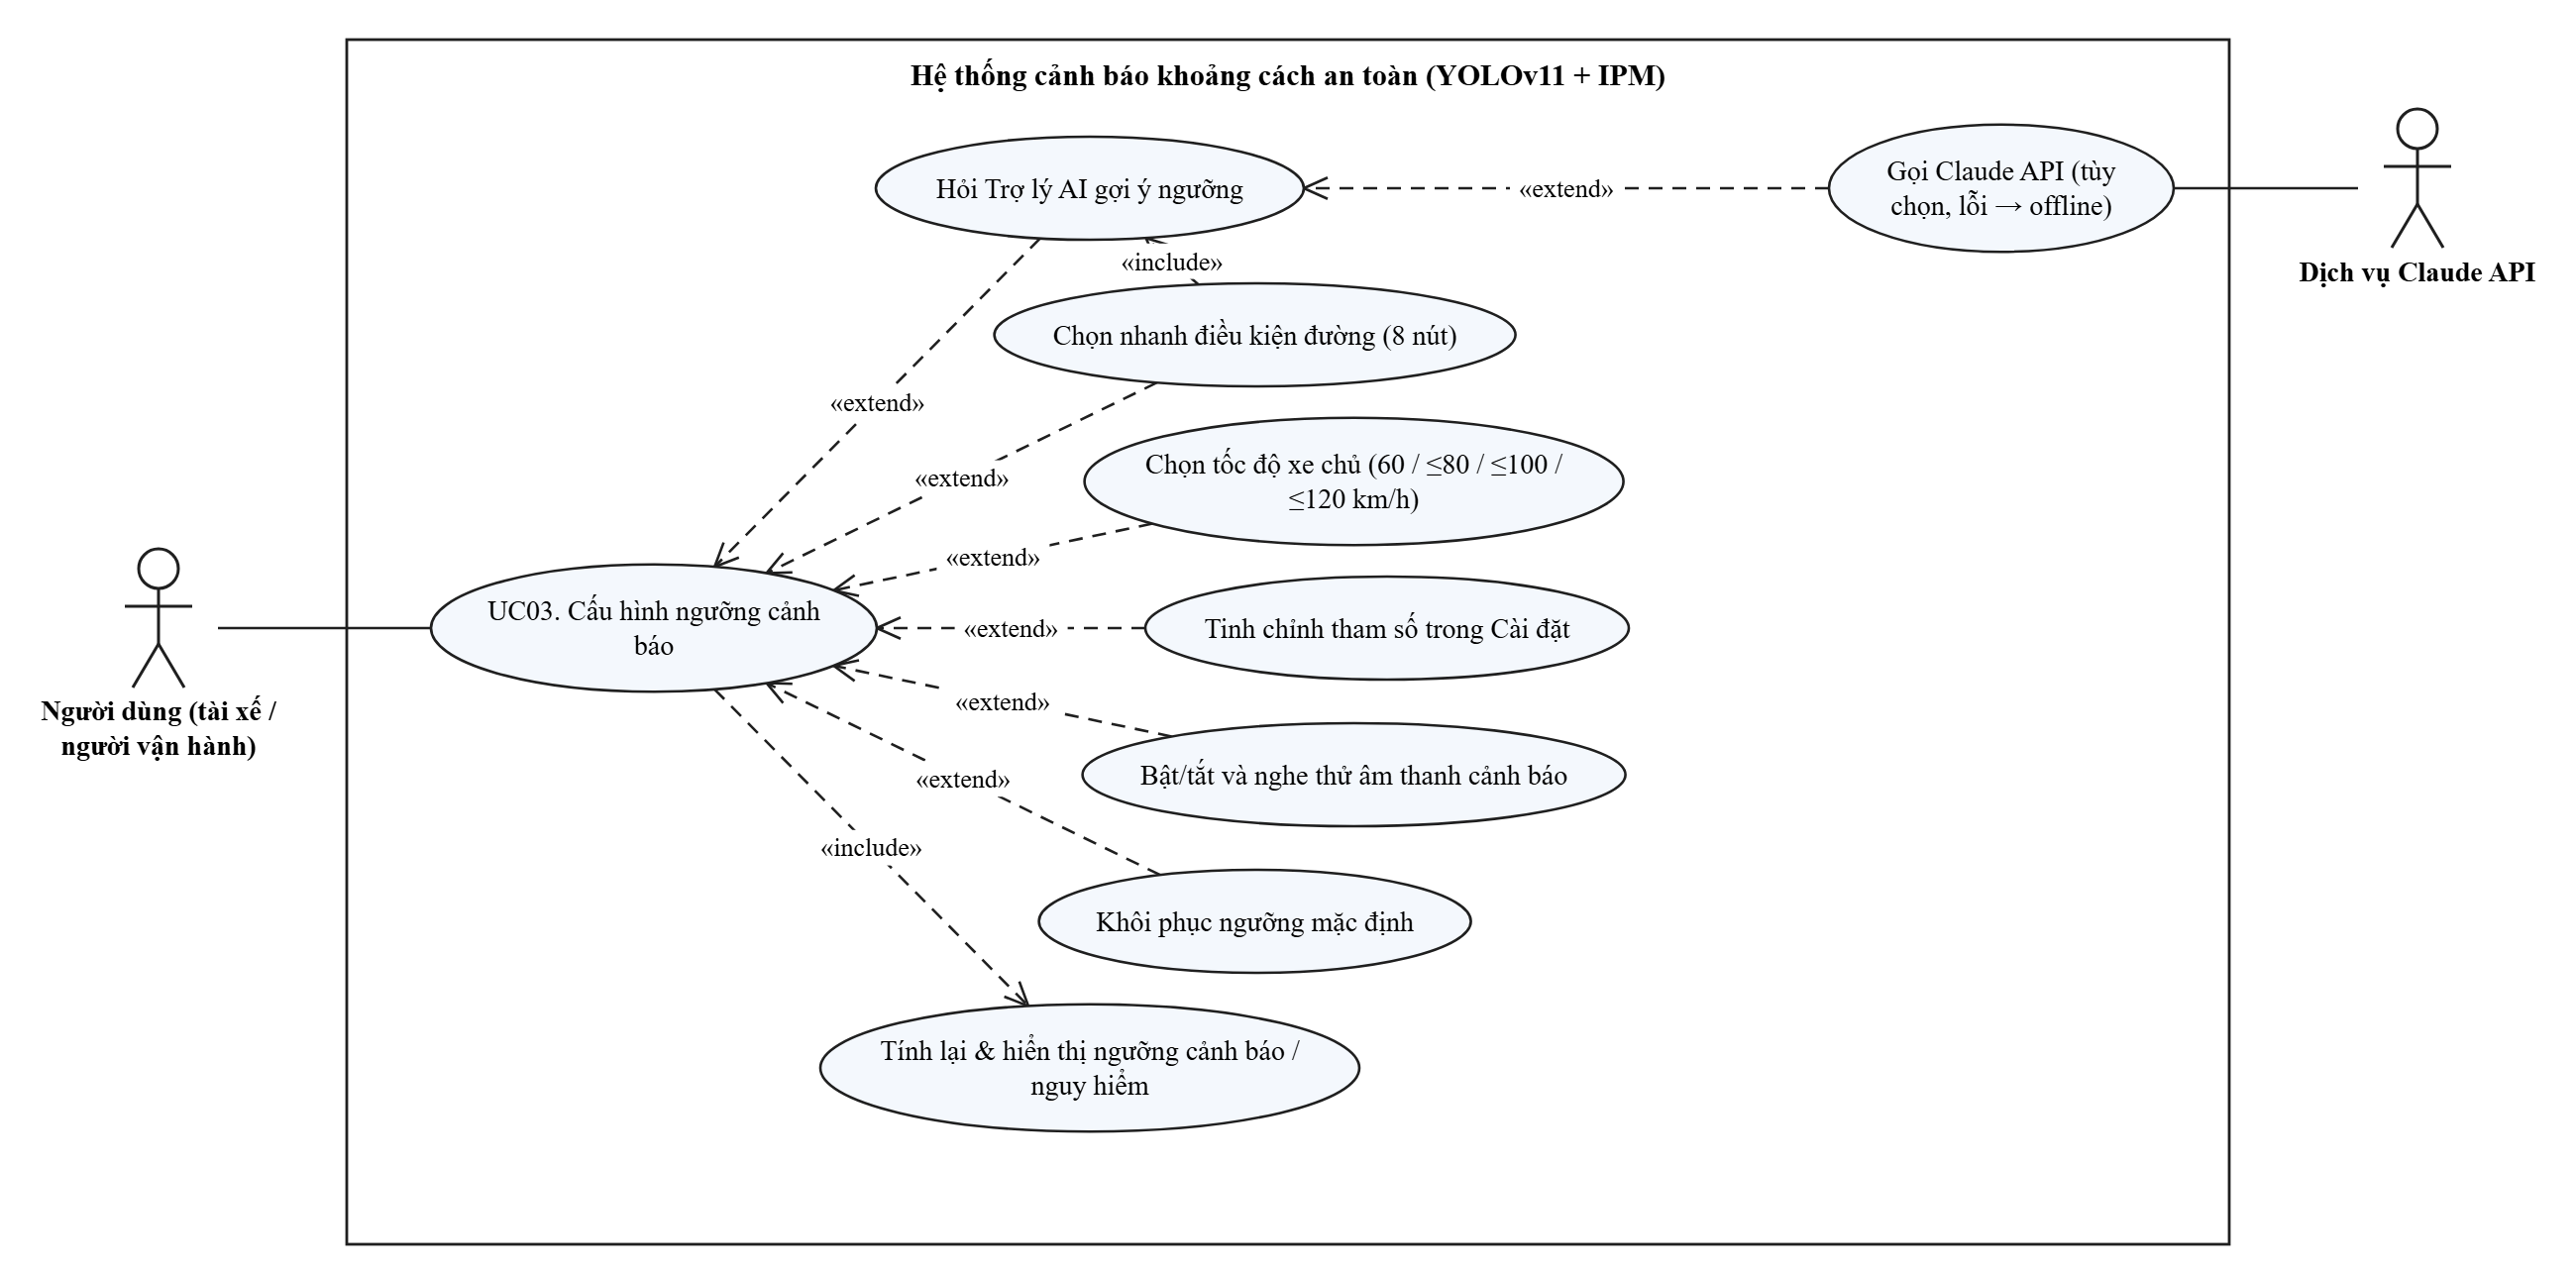 Hệ thống cảnh báo khoảng cách an toàn (YOLOv11 + IPM)
Hỏi Trợ lý AI gợi ý ngưỡng
«extend»
Gọi Claude API (tùy
chọn, lỗi → offline)
Dịch vụ Claude API
«include»
Chọn nhanh điều kiện đường (8 nút)
«extend»
«extend»
Chọn tốc độ xe chủ (60 / ≤80 / ≤100 /
≤120 km/h)
«extend»
Người dùng (tài xế /
người vận hành)
UC03. Cấu hình ngưỡng cảnh
báo
«extend»
Tinh chỉnh tham số trong Cài đặt
«extend»
Bật/tắt và nghe thử âm thanh cảnh báo
«extend»
«include»
Khôi phục ngưỡng mặc định
Tính lại & hiển thị ngưỡng cảnh báo /
nguy hiểm